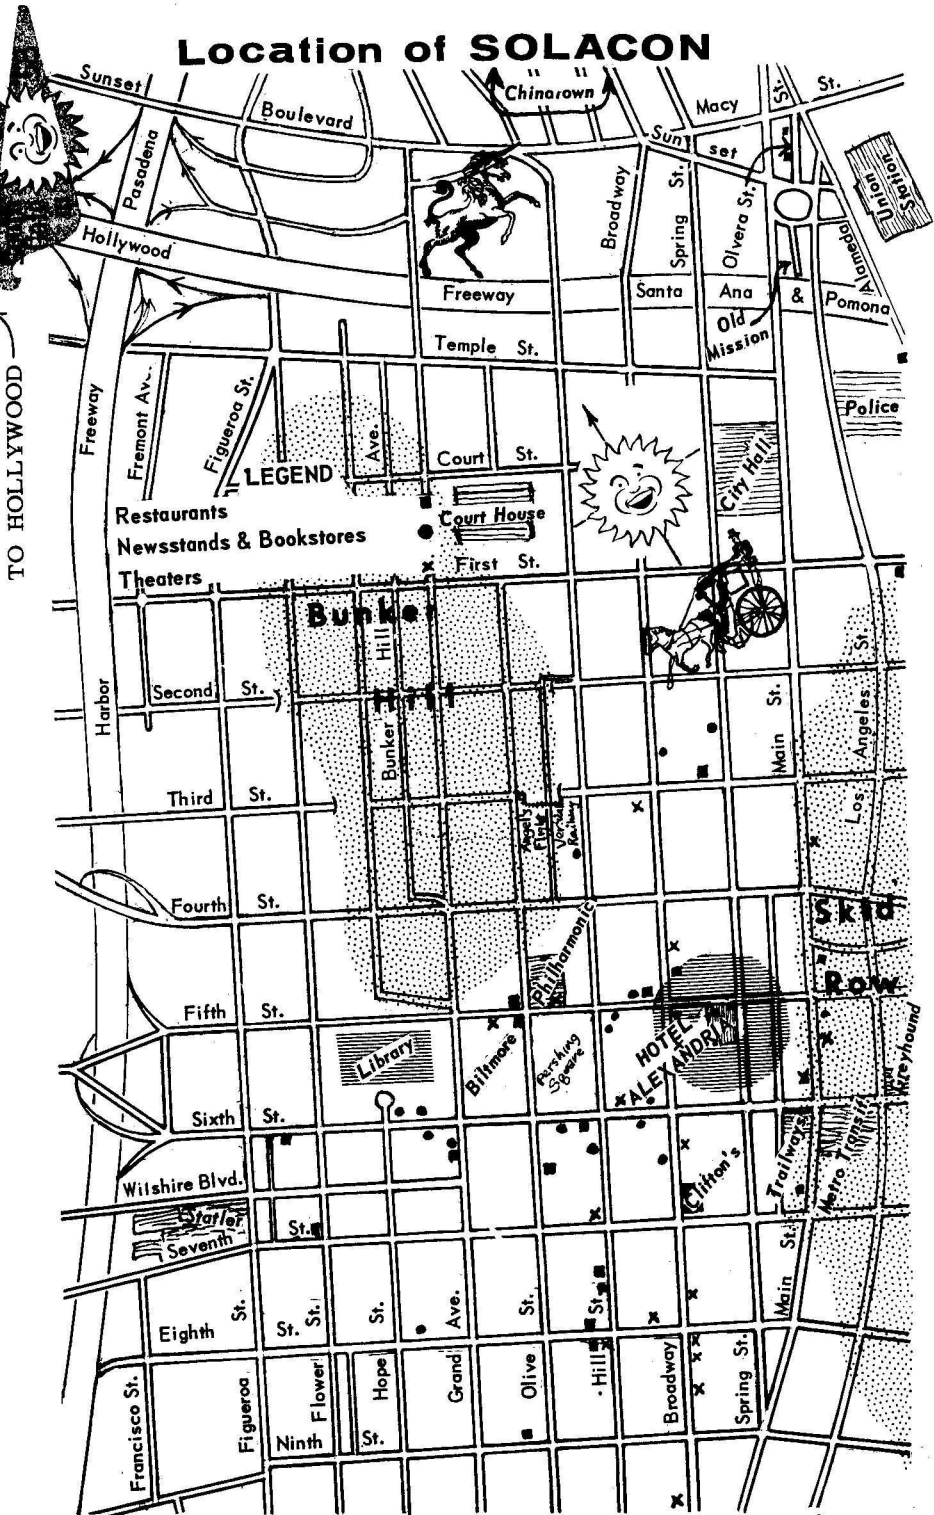 Location of SOLACON
Sunset
Boulevard
Chinatown
Macy
St.
St.
Sun
set
Pasadena
Broadway
Spring
St.
Olvera St.
Union
Station
Alameda
Hollywood
Freeway
Santa
Ana
&
Pomona
Old
Mission
TO HOLLYWOOD
Temple St.
Freeway
Fremont Av.
Figueroa St.
Ave.
Police
City Hall
LEGEND
Court St.
Restaurants
Court House
Newsstands & Bookstores
Theaters
First St.
Bunker
Hill
Hill
Bunker
Second St.
Harbor
Main St.
Los Angeles St.
Third St.
Angel's
Flight
Railway
Fourth St.
Philharmonic
Skid
Row
Fifth St.
Library
Biltmore
Pershing
Square
HOTEL
ALEXANDRIA
Greyhound
Sixth St.
Clifton's
Trailways
Metro Transit
Wilshire Blvd.
Statler
Seventh
St.
Eighth St.
St.
St.
St.
Ave.
St.
St.
Main St.
Francisco St.
Figueroa
Flower
Hope
Grand
Olive
Hill
Broadway
Spring St.
Ninth St.